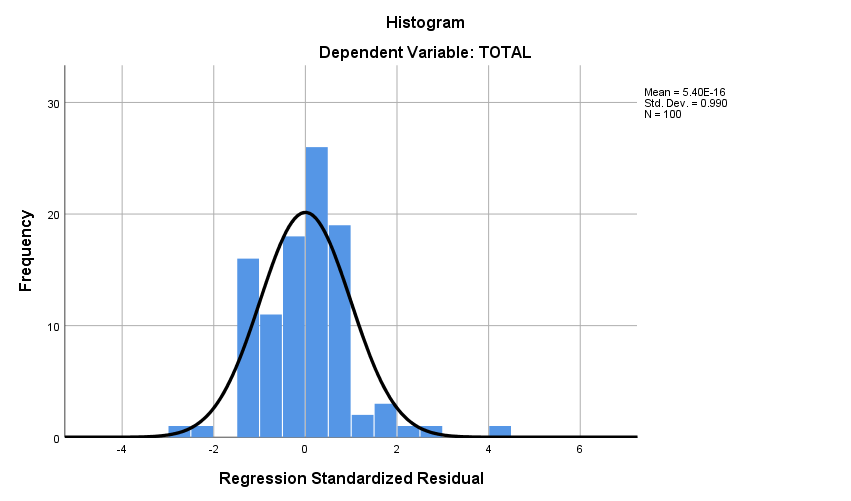 Histogram
Dependent Variable: TOTAL
Mean = 5.40E-16
Std. Dev. = 0.990
N = 100
Frequency
30
20
10
0
-4
-2
0
2
4
6
Regression Standardized Residual